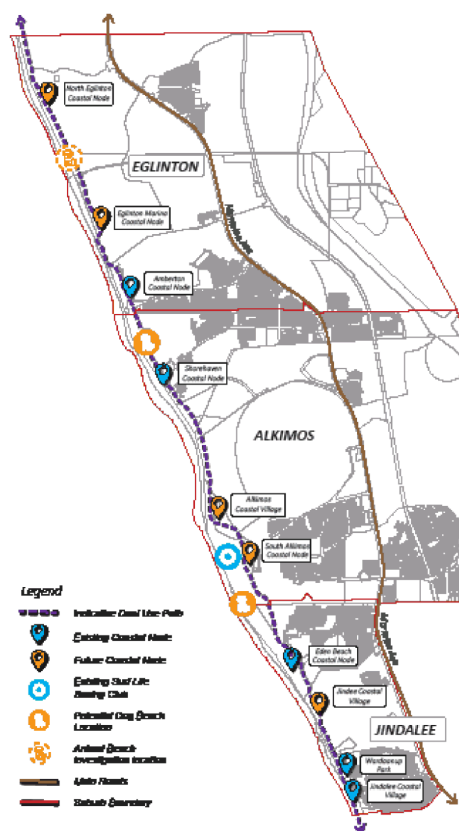 North Eglinton
Coastal Node
EGLINTON
Eglinton Marina
Coastal Node
Amberton
Coastal Node
Shorehaven
Coastal Node
ALKIMOS
Alkimos
Coastal Village
South Alkimos
Coastal Node
Eden Beach
Coastal Node
Jindee Coastal
Village
JINDALEE
Wardaanup
Park
Jindalee Coastal
Village
Legend
Indicative Dual Use Path
Existing Coastal Node
Future Coastal Node
Existing Surf Life
Saving Club
Potential Dog Beach
Location
Animal Beach
Investigation location
Main Roads
Suburb Boundary